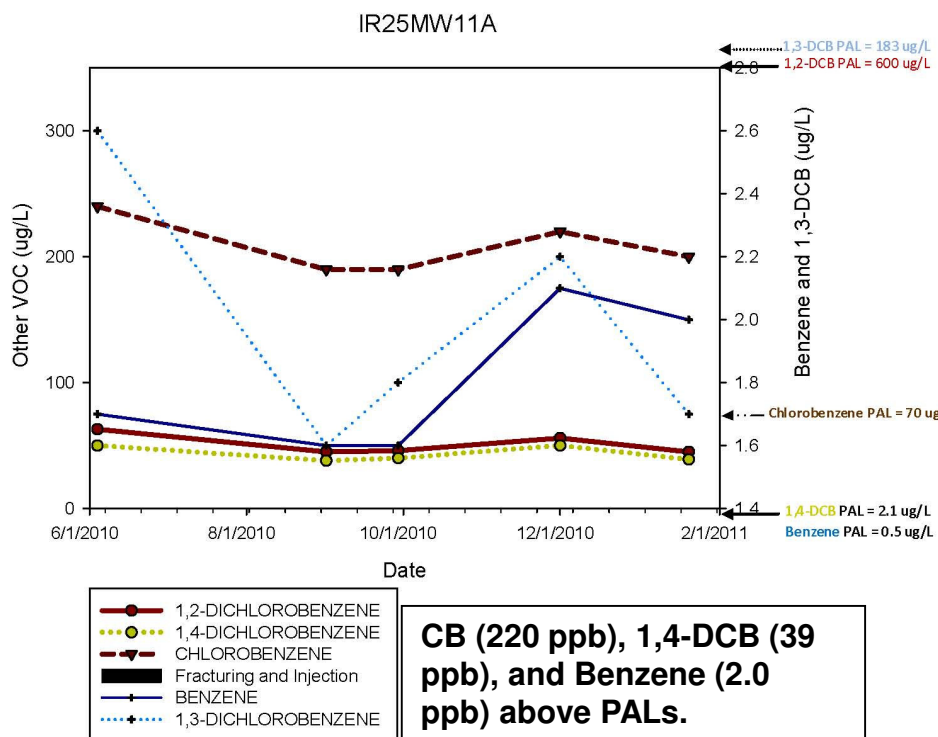 IR25MW11A
1,3-DCB PAL = 183 ug/L
1,2-DCB PAL = 600 ug/L
Other VOC (ug/L)
300
200
100
0
2.8
2.6
2.4
2.2
2.0
1.8
1.6
1.4
Benzene and 1,3-DCB (ug/L)
Chlorobenzene PAL = 70 ug
1,4-DCB PAL = 2.1 ug/L
Benzene PAL = 0.5 ug/L
6/1/2010 8/1/2010 10/1/2010 12/1/2010 2/1/2011
Date
1,2-DICHLOROBENZENE
1,4-DICHLOROBENZENE
CHLOROBENZENE
Fracturing and Injection
BENZENE
1,3-DICHLOROBENZENE
CB (220 ppb), 1,4-DCB (39
ppb), and Benzene (2.0
ppb) above PALs.